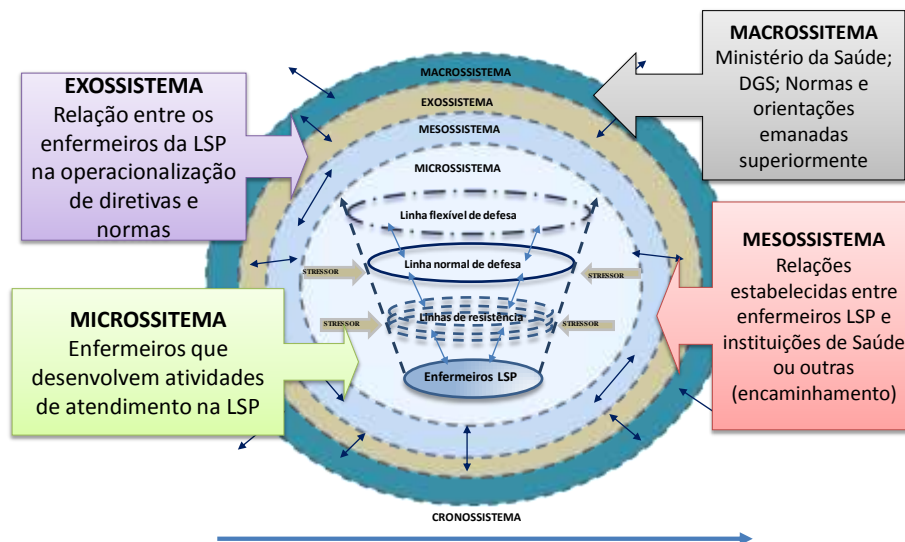 MACROSSITEMA
Ministério da Saúde;
DGS; Normas e
orientações
emanadas
superiormente
EXOSSISTEMA
Relação entre os
enfermeiros da LSP
na operacionalização
de diretivas e
normas
MACROSSISTEMA
EXOSSISTEMA
MESOSSISTEMA
MICROSSISTEMA
Linha flexível de defesa
Linha normal de defesa
STRESSOR
STRESSOR
Linhas de resistência
STRESSOR
STRESSOR
Enfermeiros LSP
MESOSSISTEMA
Relações
estabelecidas entre
enfermeiros LSP e
instituições de Saúde
ou outras
(encaminhamento)
MICROSSITEMA
Enfermeiros que
desenvolvem atividades
de atendimento na LSP
CRONOSSISTEMA